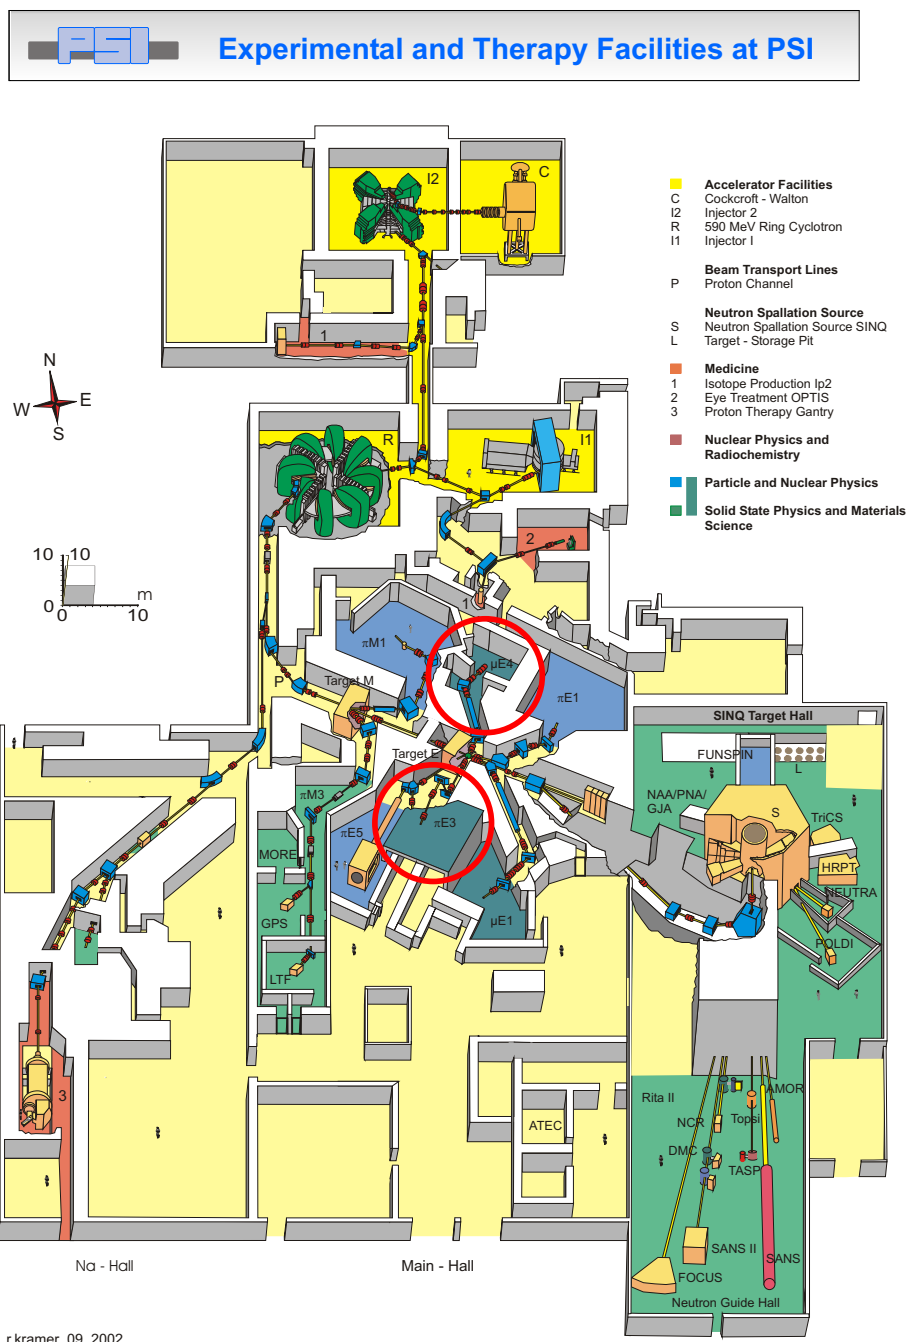 PSI
Experimental and Therapy Facilities at PSI
I2
C
Accelerator Facilities
C Cockcroft - Walton
I2 Injector 2
R 590 MeV Ring Cyclotron
I1 Injector I
Beam Transport Lines
P Proton Channel
Neutron Spallation Source
S Neutron Spallation Source SINQ
L Target - Storage Pit
Medicine
1 Isotope Production Ip2
2 Eye Treatment OPTIS
3 Proton Therapy Gantry
Nuclear Physics and
Radiochemistry
Particle and Nuclear Physics
Solid State Physics and Materials
Science
1
N
W E
S
R
I1
2
10 10
0
0 10
m
1
πM1
µE4
P
Target M
πE1
SINQ Target Hall
Target E
FUNSPIN
L
πM3
NAA/PNA/
GJA
S
TriCS
πE5
πE3
MORE
HRPT
NEUTRA
GPS
µE1
POLDI
LTF
3
Rita II
AMOR
NCR
Topsi
ATEC
DMC
TASP
SANS II
SANS
FOCUS
Na - Hall
Main - Hall
Neutron Guide Hall
r.kramer 09. 2002